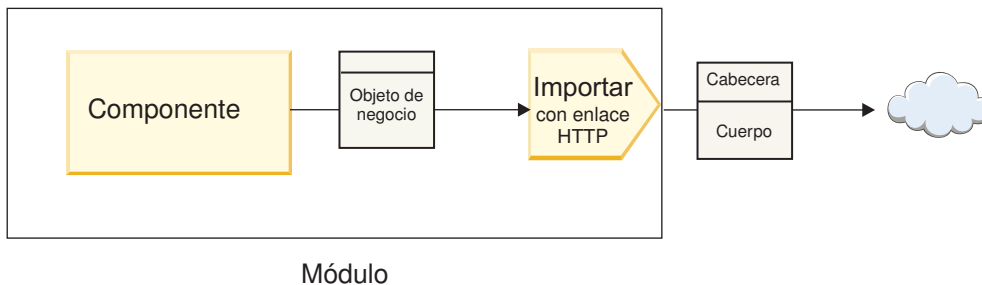 Componente
Objeto de
negocio
Importar
con enlace
HTTP
Cabecera
Cuerpo
Módulo